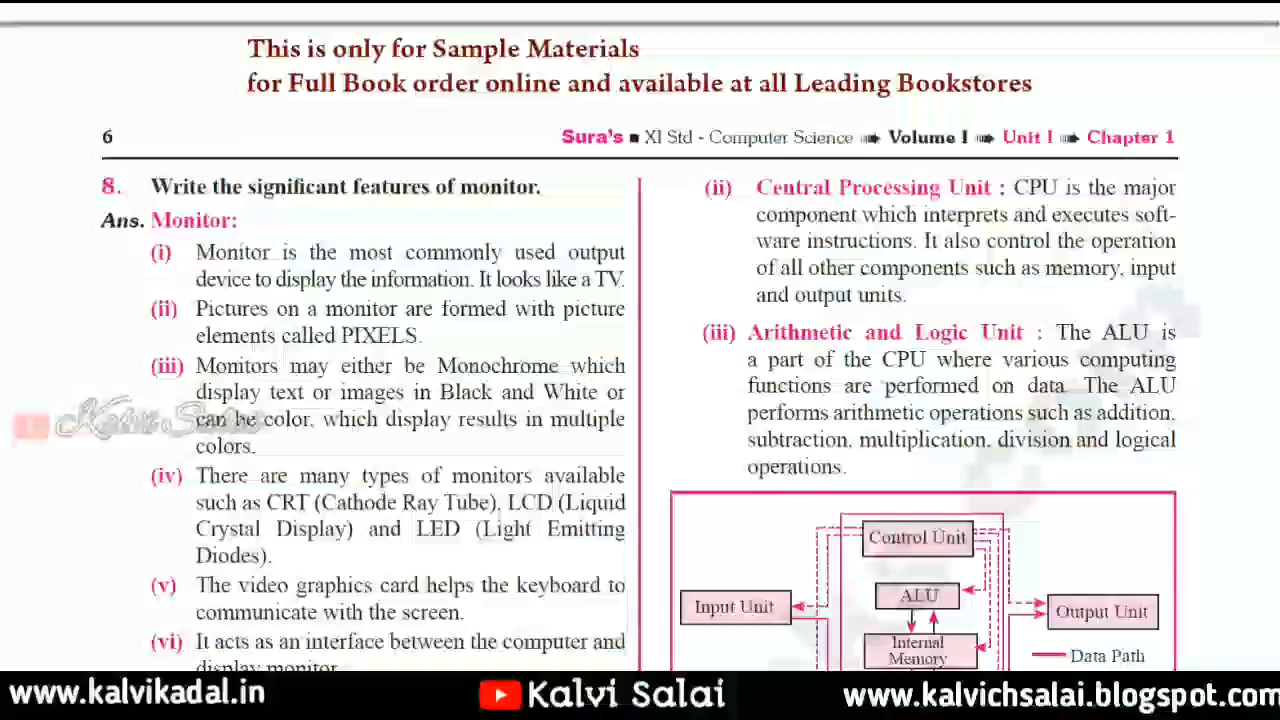 This is only for Sample Materials
for Full Book order online and available at all Leading Bookstores
6
Sura's ■ XI Std - Computer Science ➠ Volume I ➠ Unit I ➠ Chapter 1
8. Write the significant features of monitor.
Ans. Monitor:
(i) Monitor is the most commonly used output
device to display the information. It looks like a TV.
(ii) Pictures on a monitor are formed with picture
elements called PIXELS.
(iii) Monitors may either be Monochrome which
display text or images in Black and White or
can be color, which display results in multiple
colors.
(iv) There are many types of monitors available
such as CRT (Cathode Ray Tube), LCD (Liquid
Crystal Display) and LED (Light Emitting
Diodes).
(v) The video graphics card helps the keyboard to
communicate with the screen.
(vi) It acts as an interface between the computer and
display monitor.
Kalvi Salai
(ii) Central Processing Unit : CPU is the major
component which interprets and executes soft-
ware instructions. It also control the operation
of all other components such as memory, input
and output units.
(iii) Arithmetic and Logic Unit : The ALU is
a part of the CPU where various computing
functions are performed on data. The ALU
performs arithmetic operations such as addition,
subtraction, multiplication, division and logical
operations.
Control Unit
ALU
Input Unit
Output Unit
Internal
Memory
Data Path
www.kalvikadal.in
Kalvi Salai
www.kalvichsalai.blogspot.com